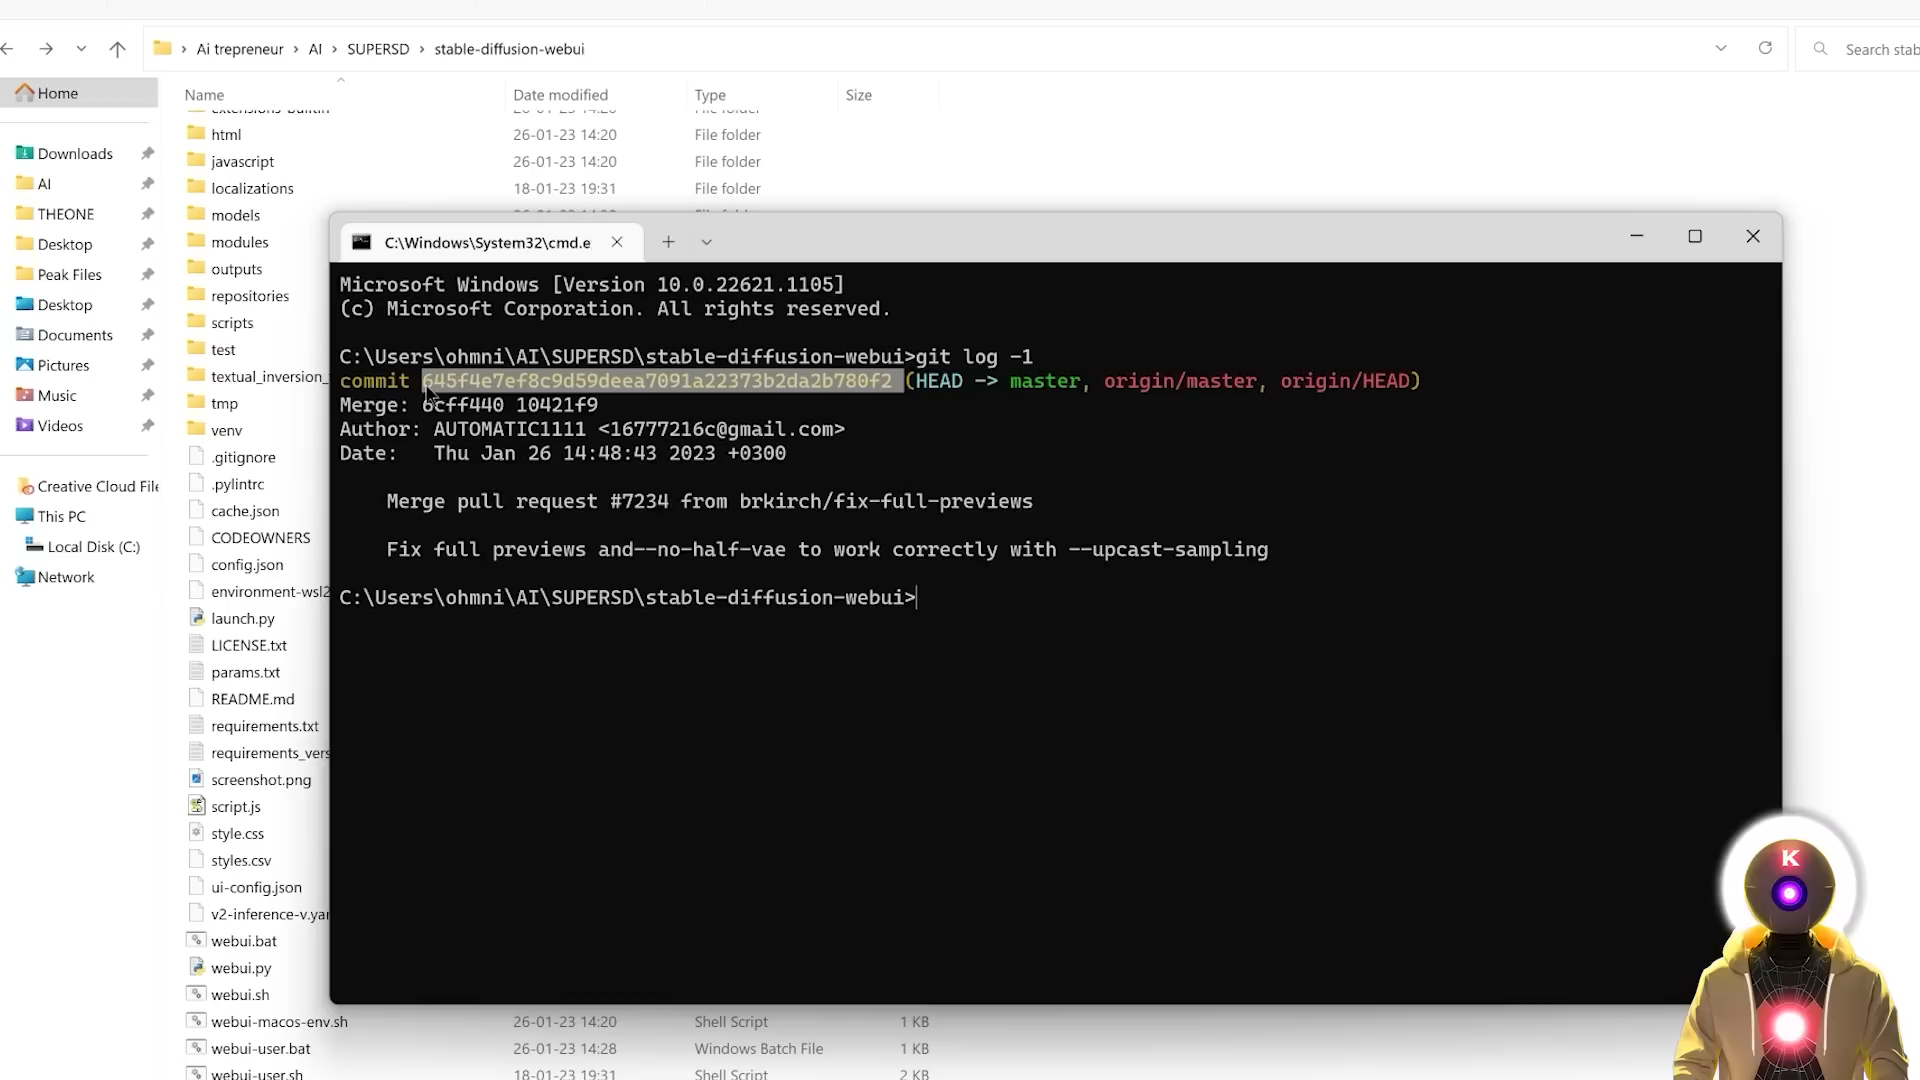 Ai trepreneur > AI > SUPERSD > stable-diffusion-webui
Search stab
Home
Name Date modified Type Size
html 26-01-23 14:20 File folder
javascript 26-01-23 14:20 File folder
localizations 18-01-23 19:31 File folder
models
modules
outputs
repositories
scripts
test
textual_inversion_
tmp
venv
.gitignore
.pylintrc
cache.json
CODEOWNERS
config.json
environment-wsl2
launch.py
LICENSE.txt
params.txt
README.md
requirements.txt
requirements_vers
screenshot.png
script.js
style.css
styles.csv
ui-config.json
v2-inference-v.yar
webui.bat
webui.py
webui.sh
webui-macos-env.sh 26-01-23 14:20 Shell Script 1 KB
webui-user.bat 26-01-23 14:28 Windows Batch File 1 KB
webui-user.sh 18-01-23 19:31 Shell Script 2 KB
Downloads
AI
THEONE
Desktop
Peak Files
Desktop
Documents
Pictures
Music
Videos
Creative Cloud File
This PC
Local Disk (C:)
Network
C:\Windows\System32\cmd.e
Microsoft Windows [Version 10.0.22621.1105]
(c) Microsoft Corporation. All rights reserved.
C:\Users\ohmni\AI\SUPERSD\stable-diffusion-webui>git log -1
commit 645f4e7ef8c9d59deea7091a22373b2da2b780f2 (HEAD -> master, origin/master, origin/HEAD)
Merge: 6cff440 10421f9
Author: AUTOMATIC1111 <16777216c@gmail.com>
Date: Thu Jan 26 14:48:43 2023 +0300
Merge pull request #7234 from brkirch/fix-full-previews
Fix full previews and--no-half-vae to work correctly with --upcast-sampling
C:\Users\ohmni\AI\SUPERSD\stable-diffusion-webui>
K